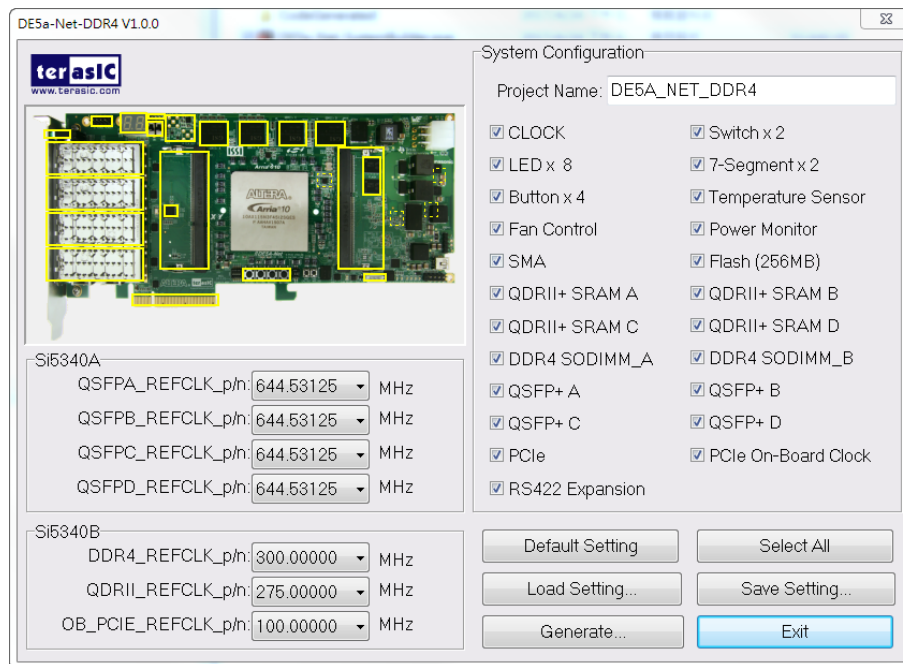 DE5a-Net-DDR4 V1.0.0
terasIC
www.terasic.com
ALTERA
Arria 10
System Configuration
Project Name: DE5A_NET_DDR4
CLOCK
Switch x 2
LED x 8
7-Segment x 2
Button x 4
Temperature Sensor
Fan Control
Power Monitor
SMA
Flash (256MB)
QDRII+ SRAM A
QDRII+ SRAM B
QDRII+ SRAM C
QDRII+ SRAM D
DDR4 SODIMM_A
DDR4 SODIMM_B
QSFP+ A
QSFP+ B
QSFP+ C
QSFP+ D
PCIe
PCIe On-Board Clock
RS422 Expansion
Si5340A
QSFPA_REFCLK_p/n: 644.53125 MHz
QSFPB_REFCLK_p/n: 644.53125 MHz
QSFPC_REFCLK_p/n: 644.53125 MHz
QSFPD_REFCLK_p/n: 644.53125 MHz
Si5340B
DDR4_REFCLK_p/n: 300.00000 MHz
QDRII_REFCLK_p/n: 275.00000 MHz
OB_PCIE_REFCLK_p/n: 100.00000 MHz
Default Setting
Select All
Load Setting...
Save Setting...
Generate...
Exit